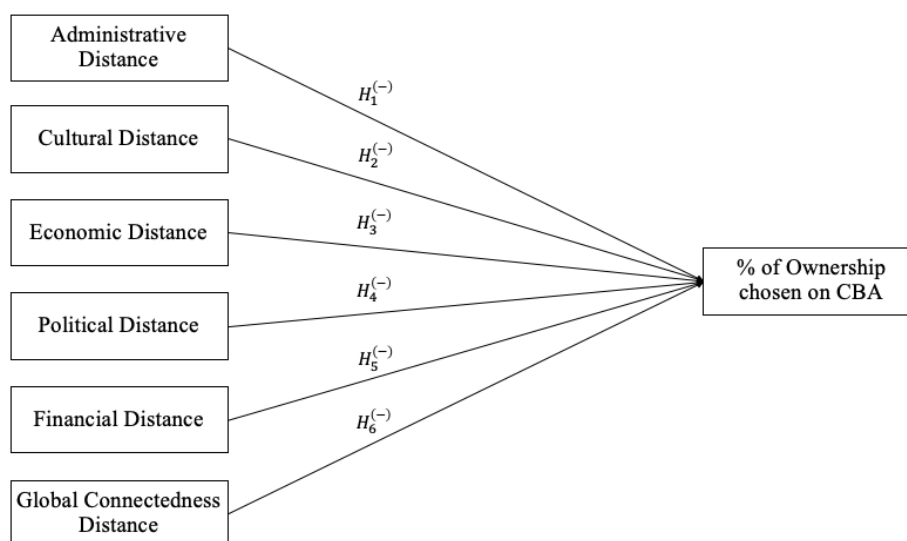 Administrative
Distance
H₁⁽⁻⁾
Cultural Distance
H₂⁽⁻⁾
Economic Distance
H₃⁽⁻⁾
Political Distance
H₄⁽⁻⁾
Financial Distance
H₅⁽⁻⁾
Global Connectedness
Distance
H₆⁽⁻⁾
% of Ownership
chosen on CBA